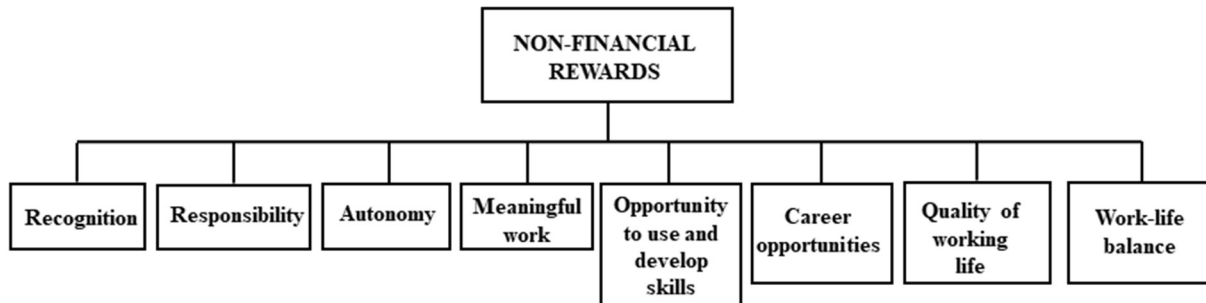 NON-FINANCIAL
REWARDS
Recognition
Responsibility
Autonomy
Meaningful
work
Opportunity
to use and
develop
skills
Career
opportunities
Quality of
working
life
Work-life
balance